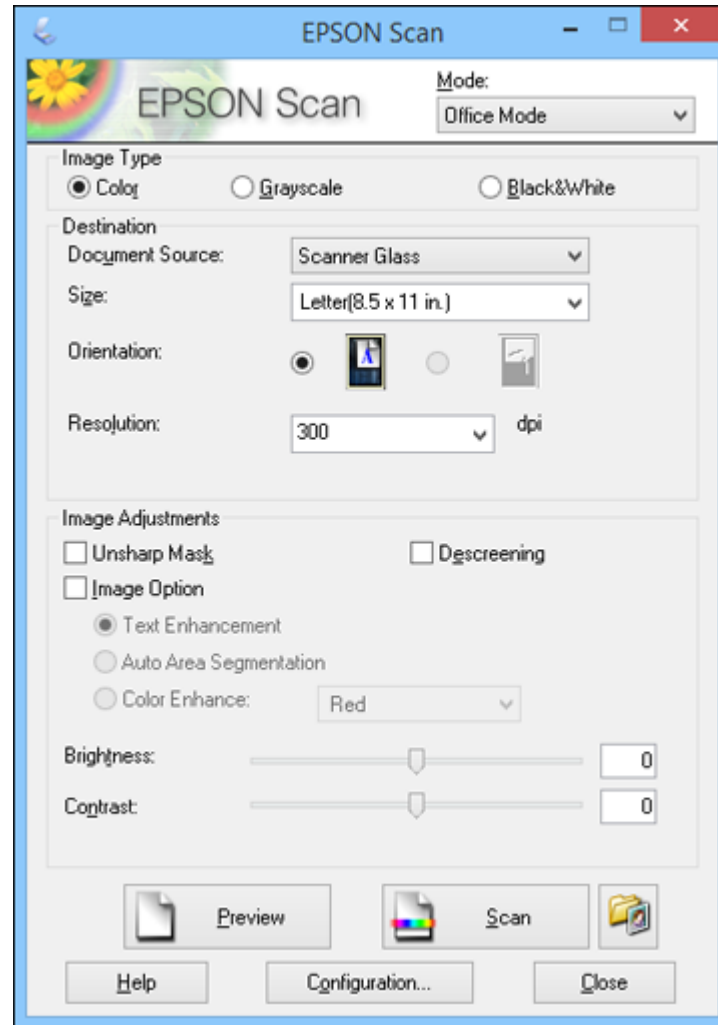 EPSON Scan
EPSON Scan
Mode:
Office Mode
Image Type
Color Grayscale Black&White
Destination
Document Source: Scanner Glass
Size: Letter(8.5 x 11 in.)
Orientation:
Resolution: 300 dpi
Image Adjustments
Unsharp Mask Descreening
Image Option
Text Enhancement
Auto Area Segmentation
Color Enhance: Red
Brightness: 0
Contrast: 0
Preview Scan
Help Configuration... Close